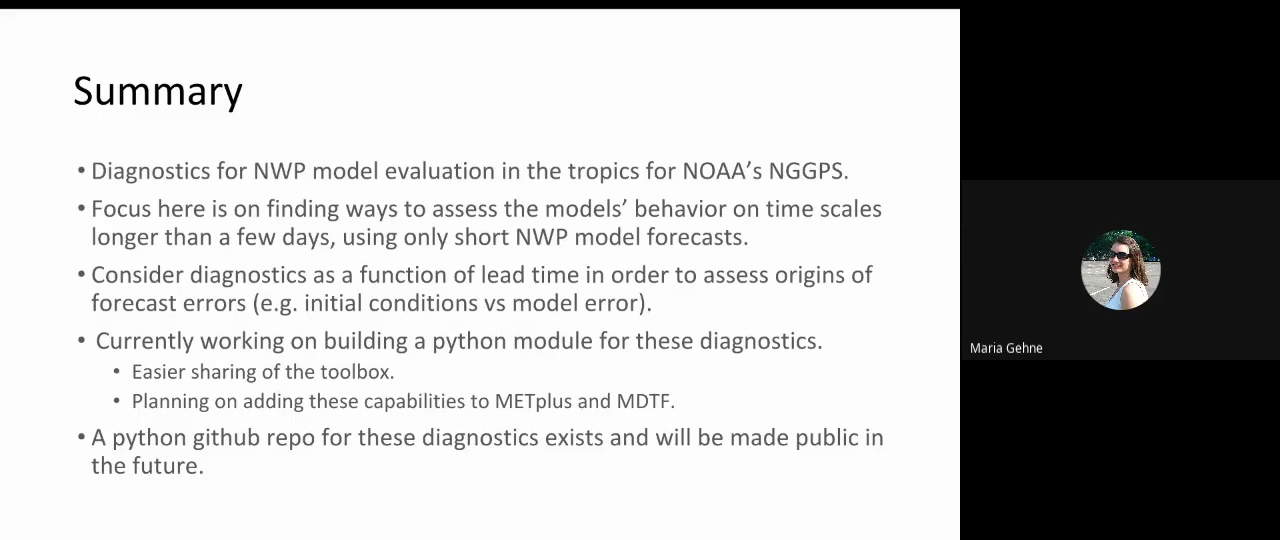 Summary
• Diagnostics for NWP model evaluation in the tropics for NOAA’s NGGPS.
• Focus here is on finding ways to assess the models’ behavior on time scales
longer than a few days, using only short NWP model forecasts.
• Consider diagnostics as a function of lead time in order to assess origins of
forecast errors (e.g. initial conditions vs model error).
• Currently working on building a python module for these diagnostics.
• Easier sharing of the toolbox.
• Planning on adding these capabilities to METplus and MDTF.
• A python github repo for these diagnostics exists and will be made public in
the future.
Maria Gehne